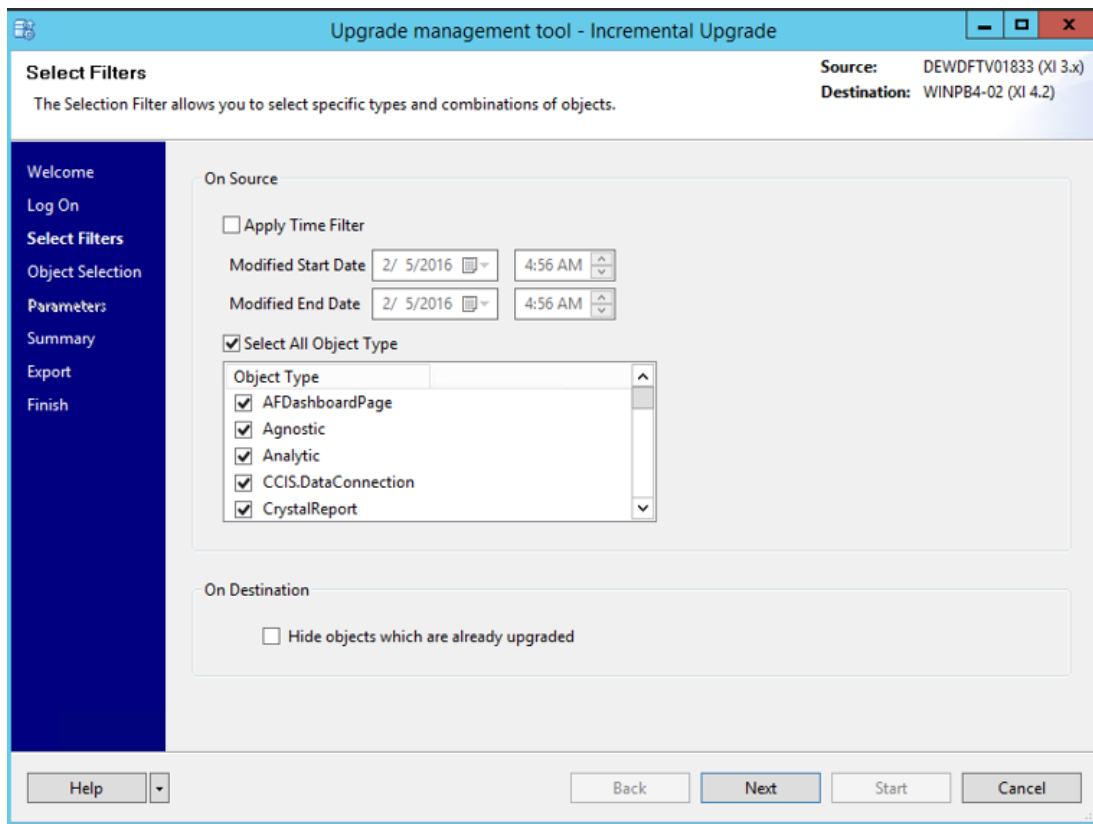 Upgrade management tool - Incremental Upgrade
Select Filters
The Selection Filter allows you to select specific types and combinations of objects.
Source: DEWDFTV01833 (XI 3.x)
Destination: WINPB4-02 (XI 4.2)
Welcome
Log On
Select Filters
Object Selection
Parameters
Summary
Export
Finish
On Source
Apply Time Filter
Modified Start Date 2/ 5/2016 4:56 AM
Modified End Date 2/ 5/2016 4:56 AM
Select All Object Type
Object Type
AFDashboardPage
Agnostic
Analytic
CCIS.DataConnection
CrystalReport
On Destination
Hide objects which are already upgraded
Help Back Next Start Cancel